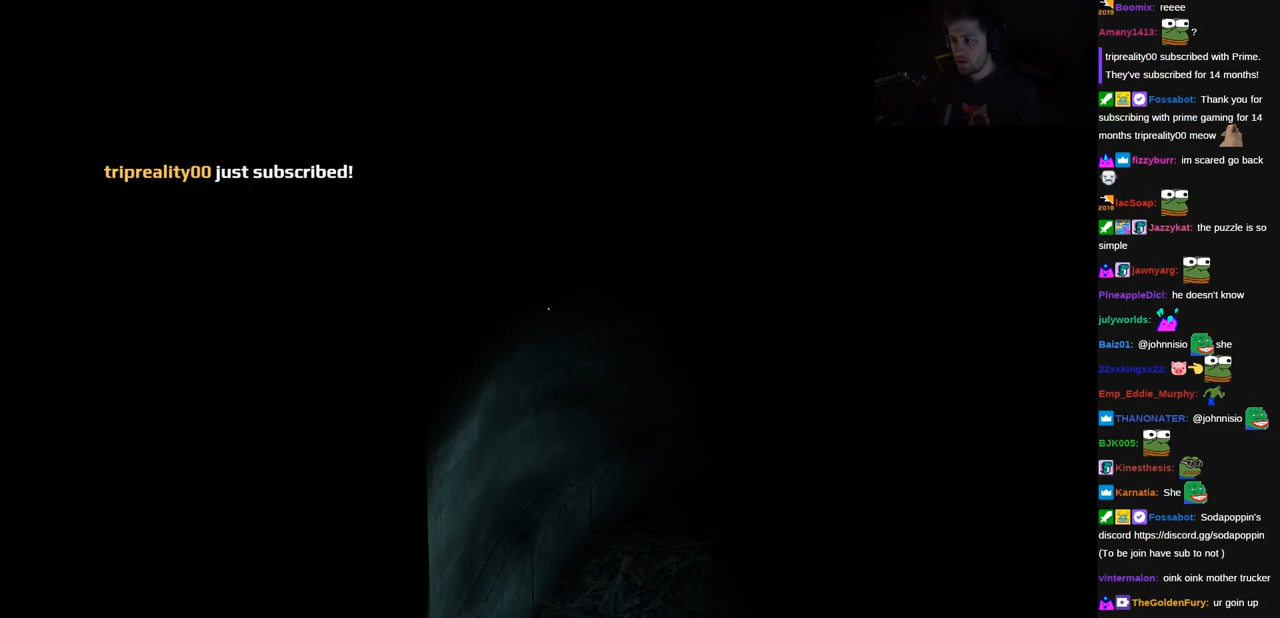 Boomix: reeee
Amany1413: ?
tripreality00 subscribed with Prime.
They've subscribed for 14 months!
Fossabot: Thank you for
subscribing with prime gaming for 14
months tripreality00 meow
tripreality00 just subscribed!
fizzyburr: im scared go back
lacSoap:
Jazzykat: the puzzle is so
simple
jawnyarg:
PineappleDici: he doesn't know
julyworlds:
Baiz01: @johnnisio she
22xxkingxx22:
Emp_Eddie_Murphy:
THANONATER: @johnnisio
BJK005:
Kinesthesis:
Karnatia: She
Fossabot: Sodapoppin's
discord https://discord.gg/sodapoppin
(To be join have sub to not )
vintermalon: oink oink mother trucker
TheGoldenFury: ur goin up